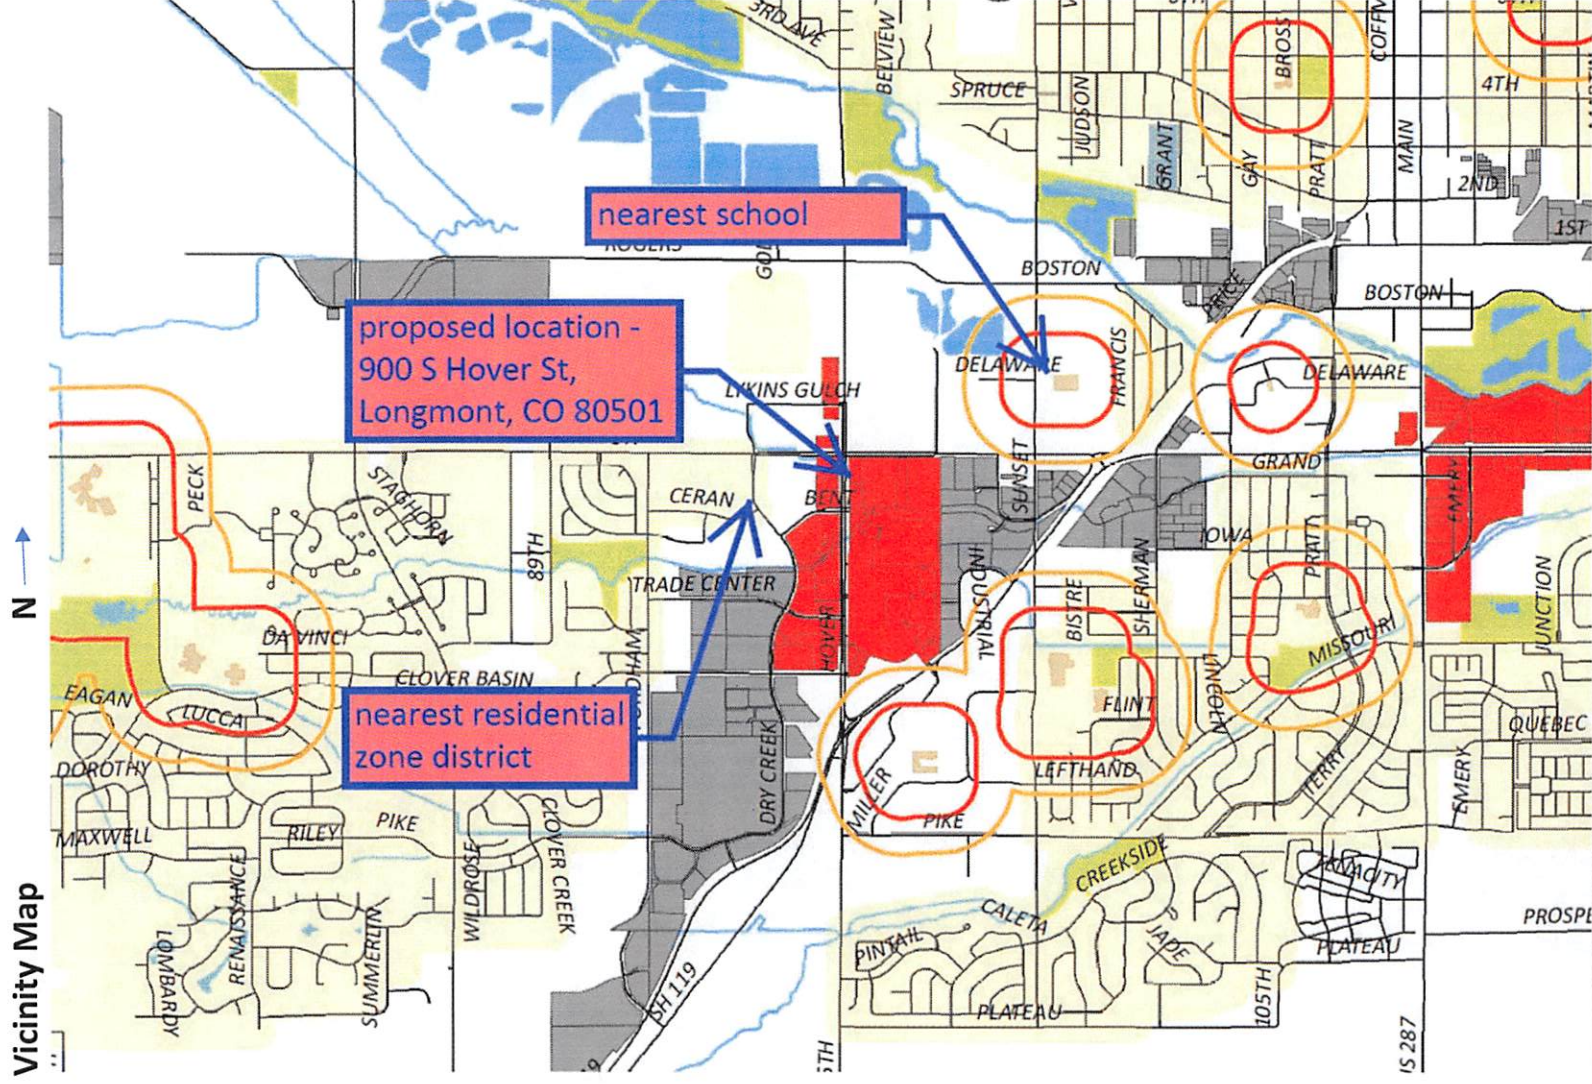 3RD AVE
BELVIEW
SPRUCE
JUDSON
GRANT
BROSS
GAY
PRATT
MAIN
4TH
2ND
1ST
nearest school
ROGERS
BOSTON
PRICE
BOSTON
proposed location -
900 S Hover St,
Longmont, CO 80501
LYKINS GULCH
DELAWARE
FRANCIS
DELAWARE
PECK
STAGHORN
CERAN
BENT
SUNSET
GRAND
EMERY
IOWA
PRATT
N
89TH
TRADE CENTER
INDUSTRIAL
BISTRE
SHERMAN
JUNCTION
DA VINCI
HOVER
MISSOURI
CLOVER BASIN
EAGAN
LUCCA
nearest residential
zone district
FLINT
LINCOLN
QUEBEC
DOROTHY
DRY CREEK
MILLER
LEFTHAND
TERRY
EMERY
MAXWELL
RILEY
PIKE
CLOVER CREEK
PIKE
Vicinity Map
RENAISSANCE
WILDROSE
CREEKSIDE
TENACITY
CALETA
PROSPE
LOMBARDY
SUMMERLIN
PINTAIL
JADE
PLATEAU
SH 119
PLATEAU
105TH
US 287